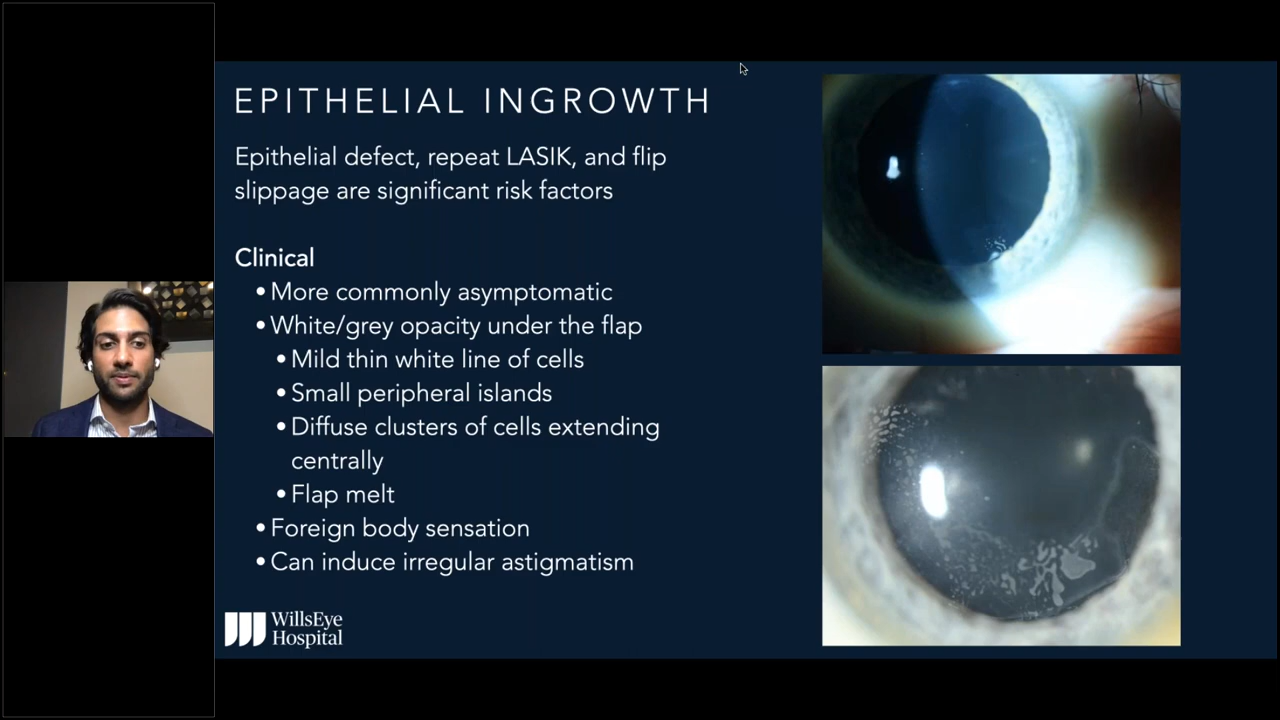 EPITHELIAL INGROWTH
Epithelial defect, repeat LASIK, and flip
slippage are significant risk factors
Clinical
• More commonly asymptomatic
• White/grey opacity under the flap
• Mild thin white line of cells
• Small peripheral islands
• Diffuse clusters of cells extending
centrally
• Flap melt
• Foreign body sensation
• Can induce irregular astigmatism
WillsEye
Hospital